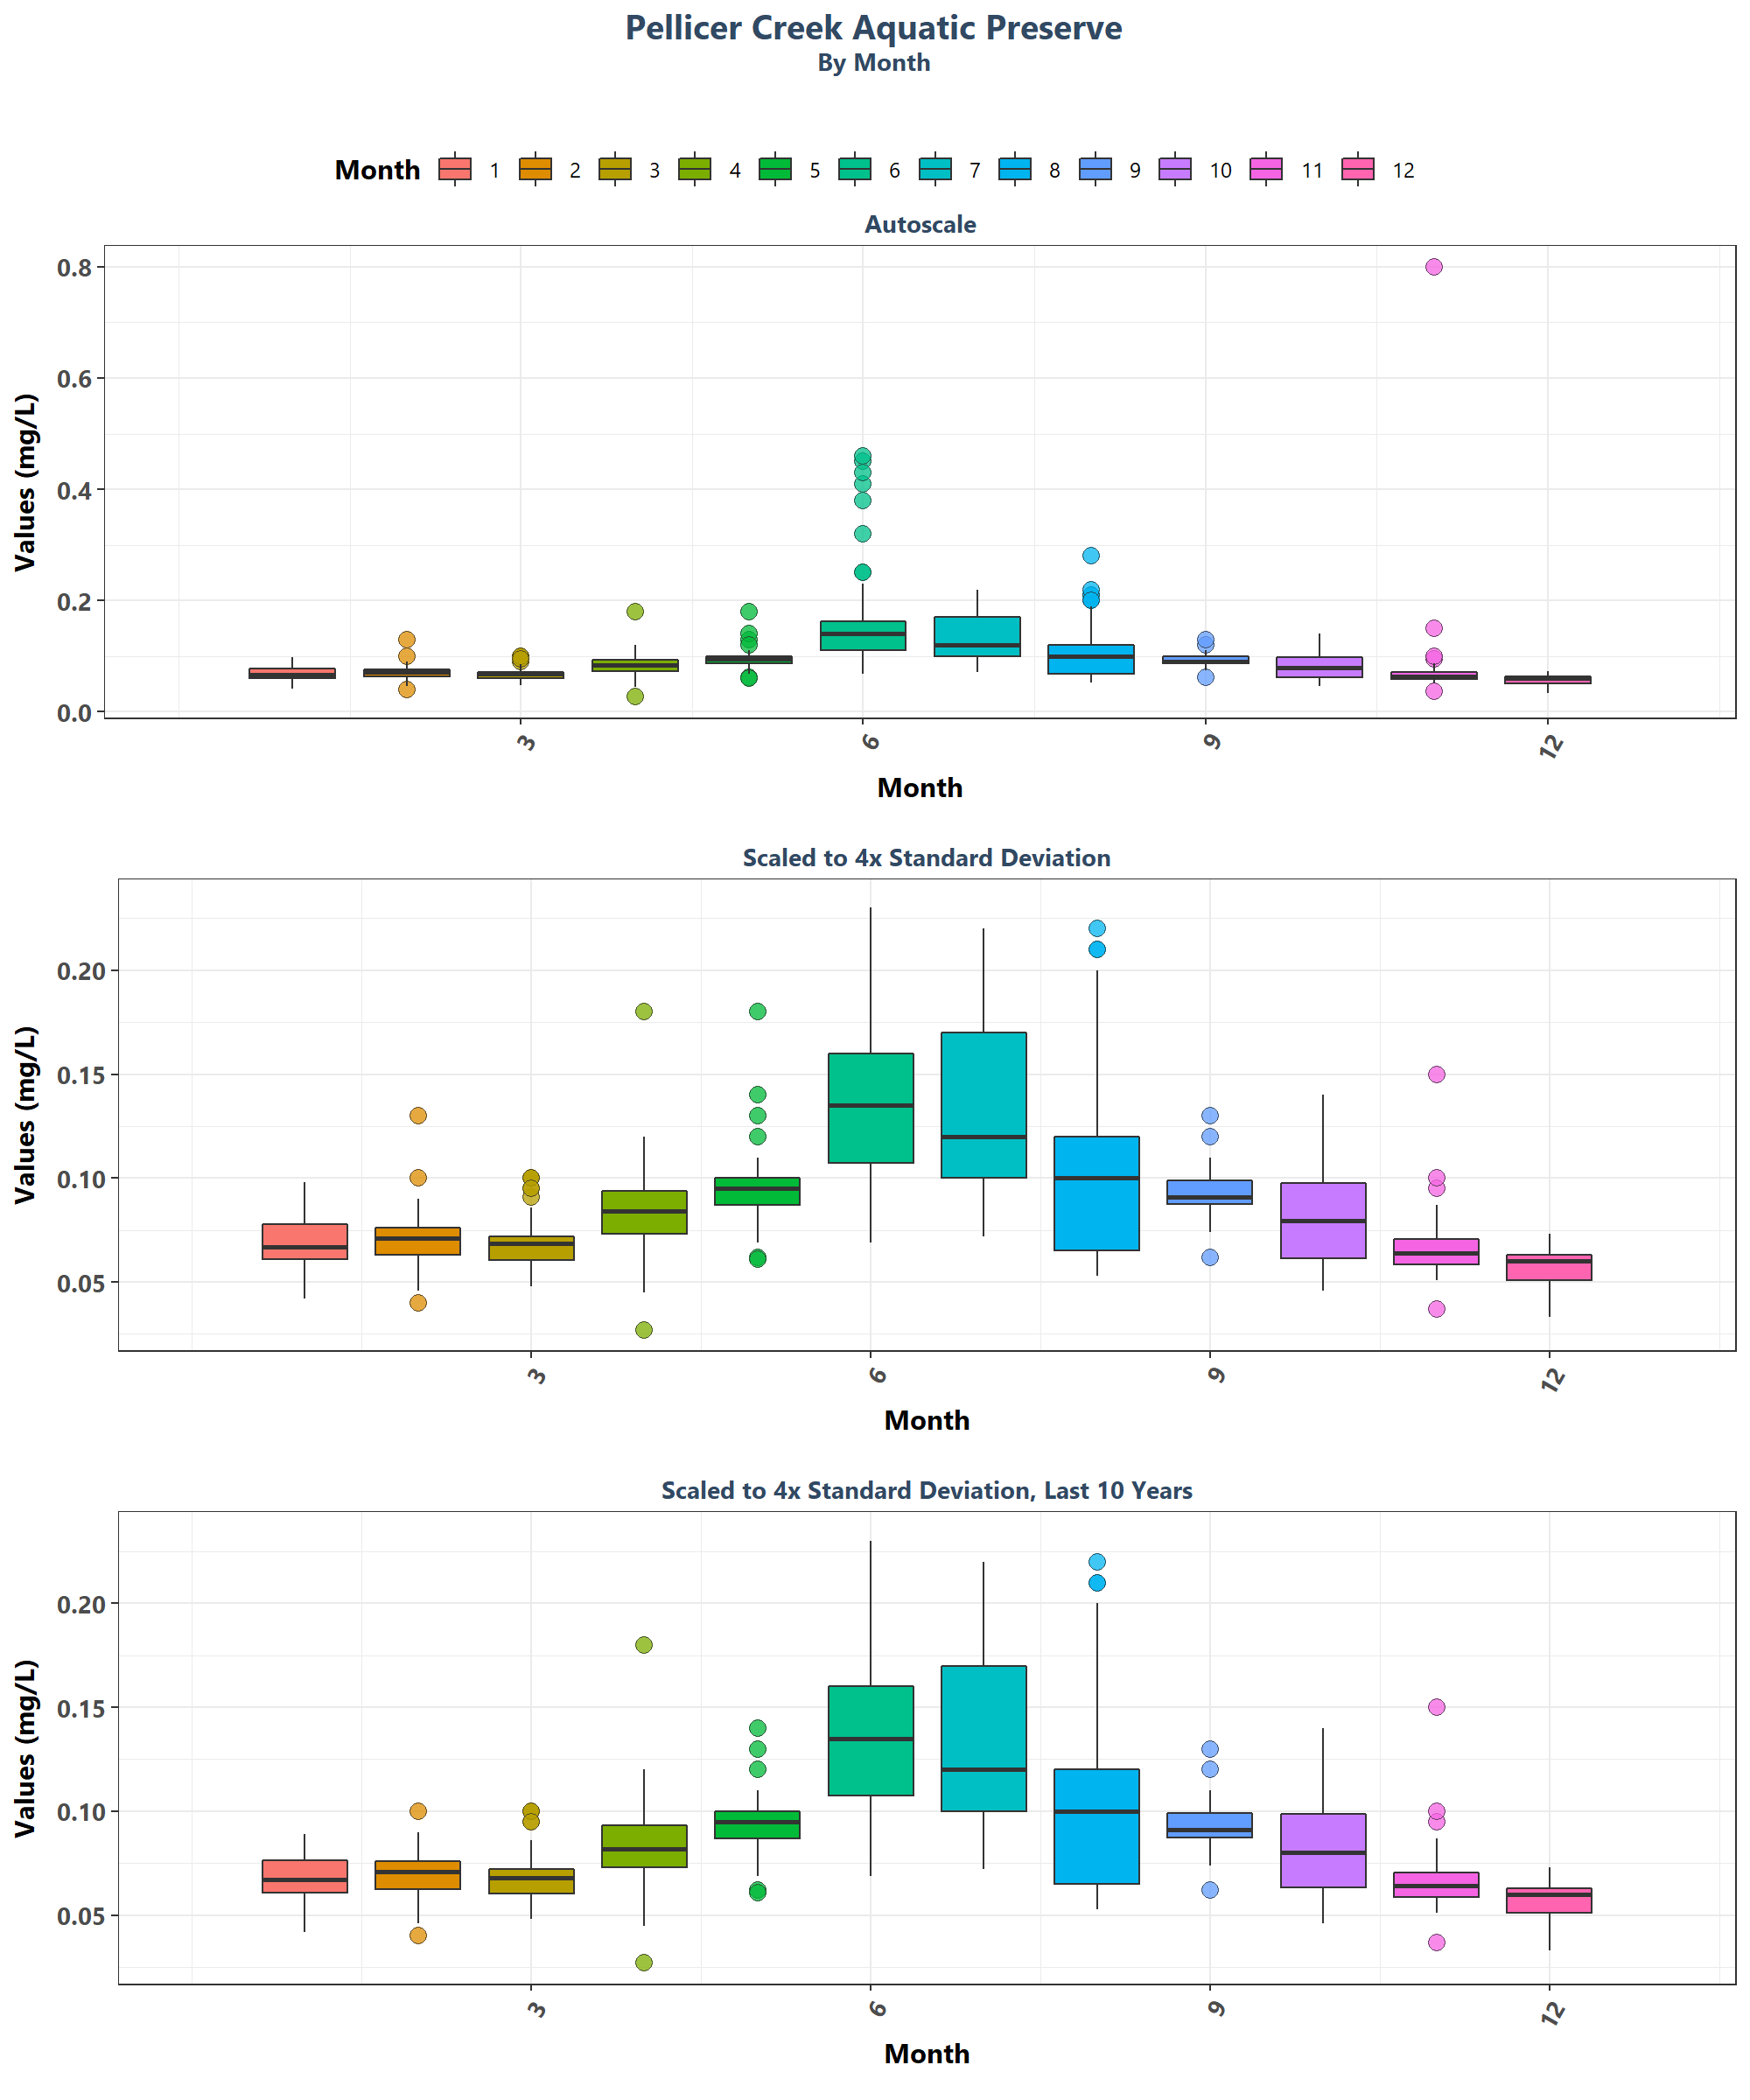 Pellicer Creek Aquatic Preserve
By Month
Month 1 2 3 4 5 6 7 8 9 10 11 12
Autoscale
Values (mg/L)
0.8
0.6
0.4
0.2
0.0
3 6 9 12
Month
Scaled to 4x Standard Deviation
Values (mg/L)
0.20
0.15
0.10
0.05
3 6 9 12
Month
Scaled to 4x Standard Deviation, Last 10 Years
Values (mg/L)
0.20
0.15
0.10
0.05
3 6 9 12
Month